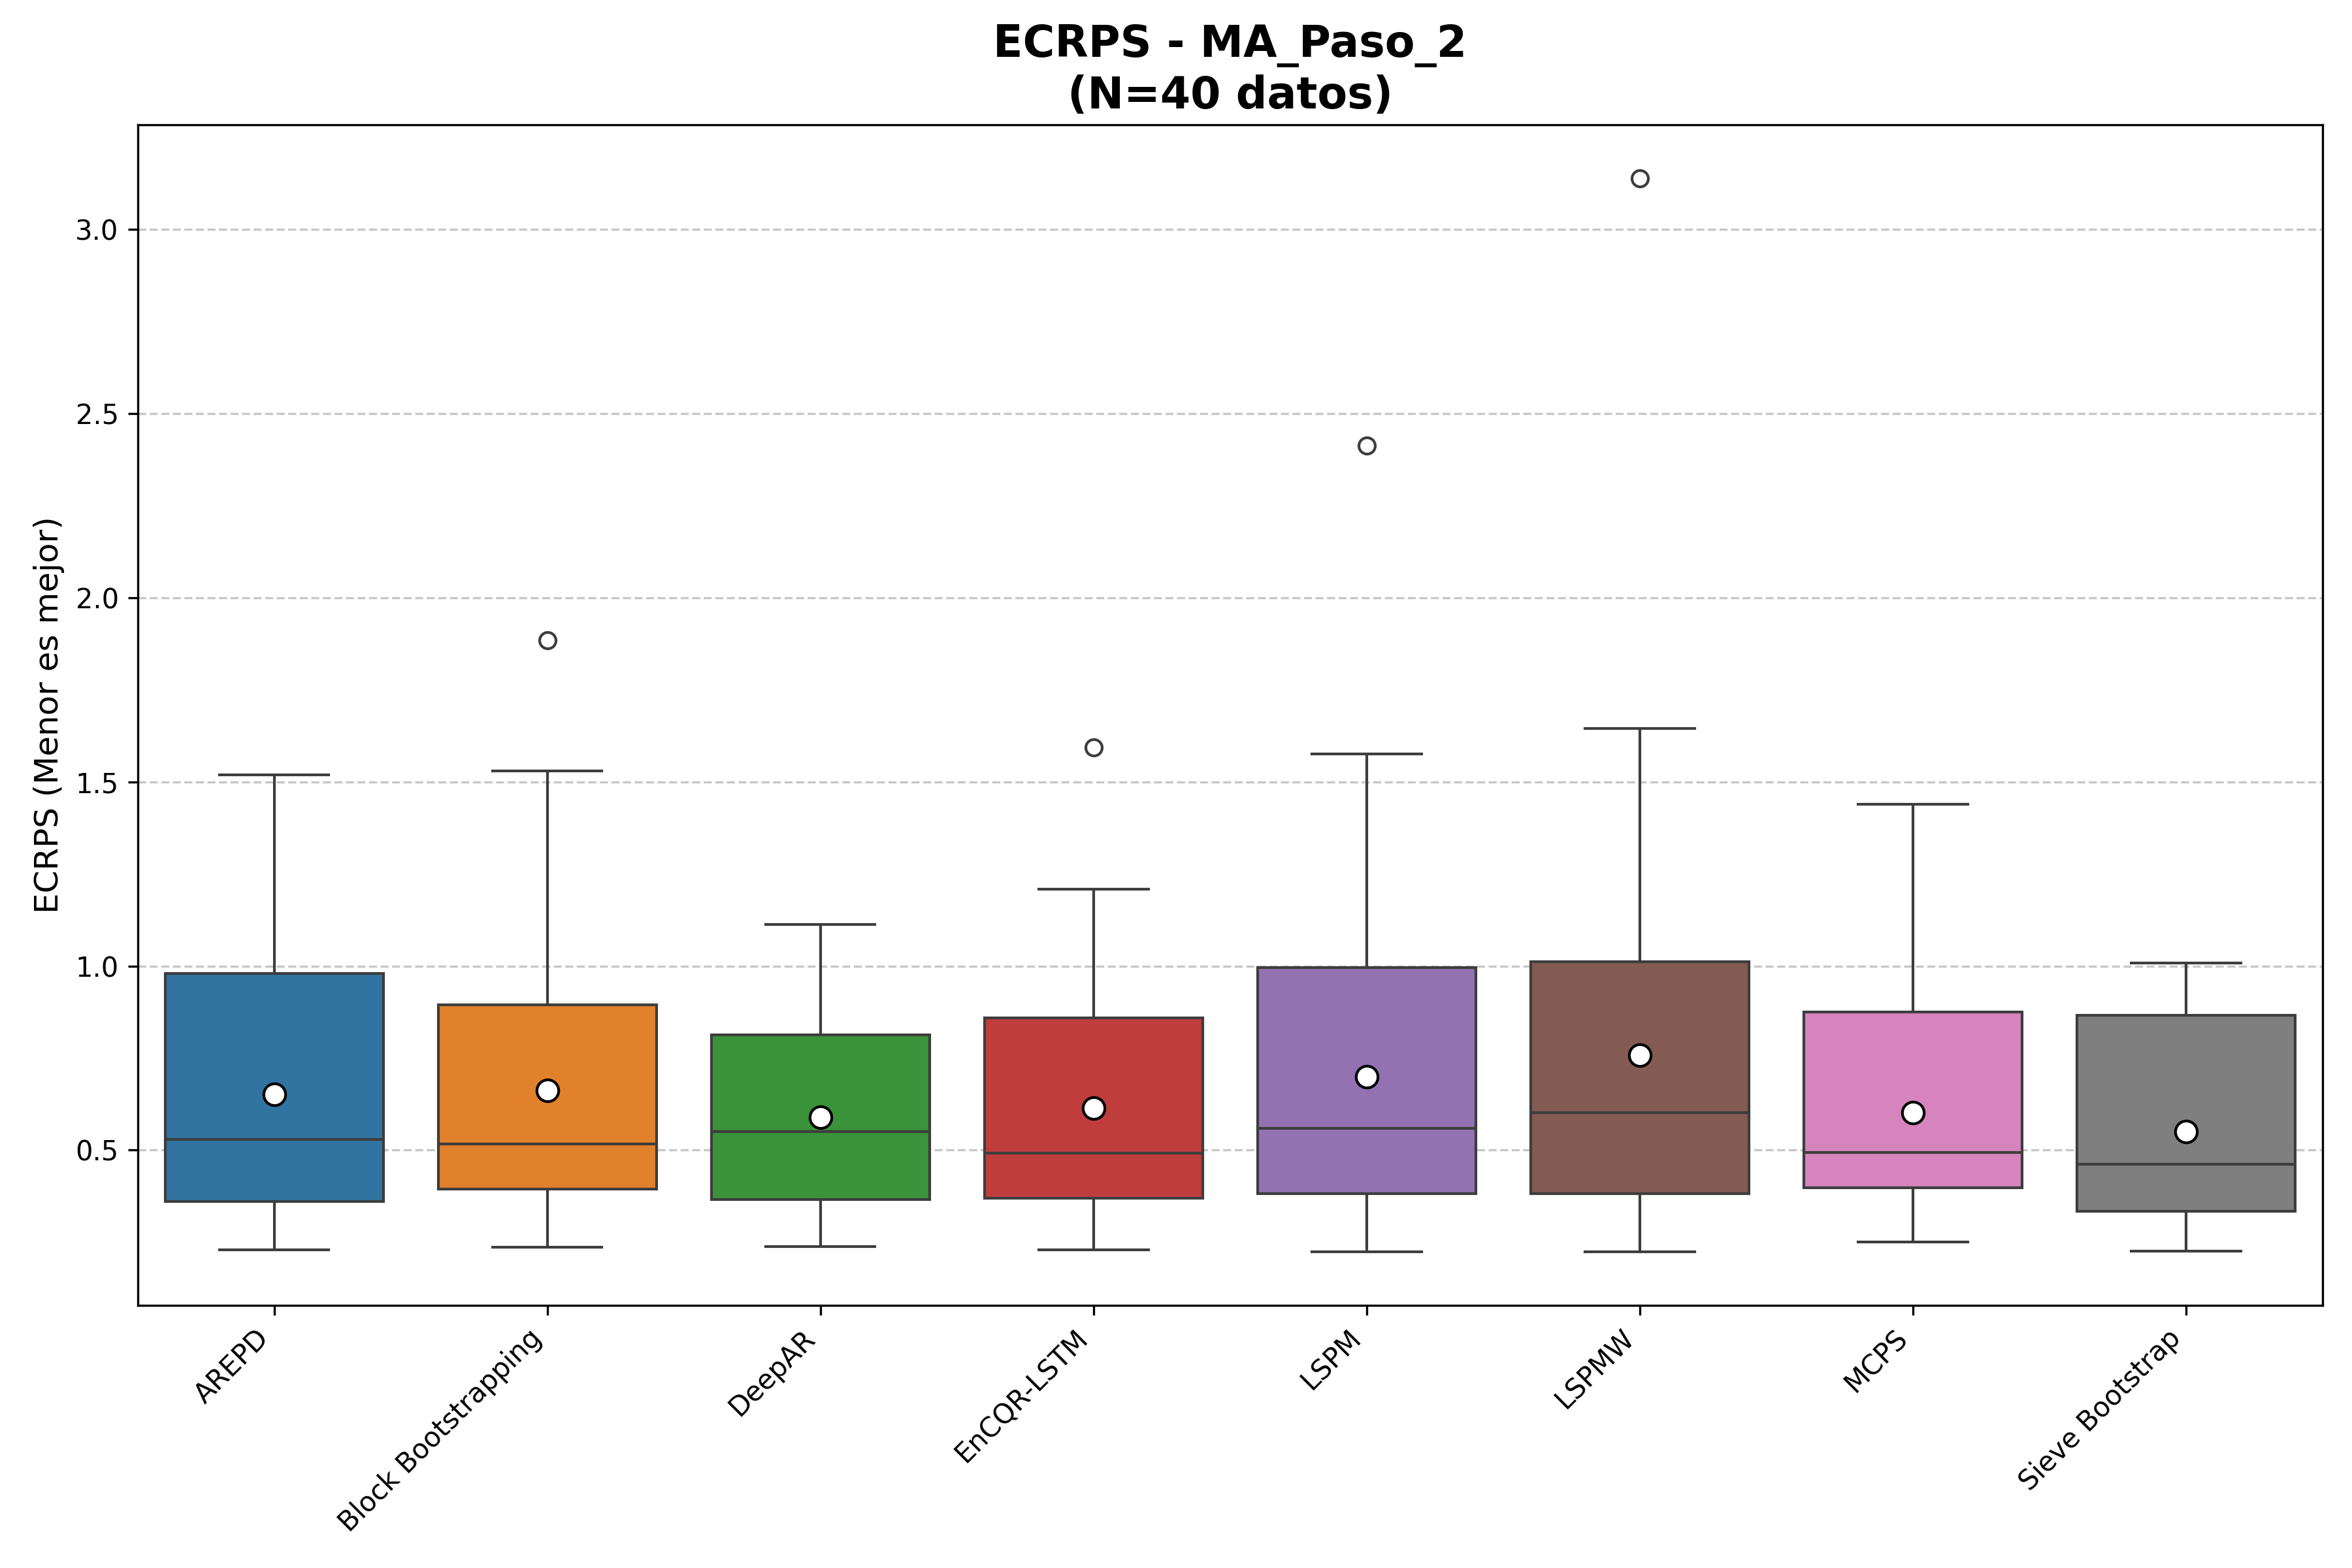 ECRPS - MA_Paso_2
(N=40 datos)
ECRPS (Menor es mejor)
3.0
2.5
2.0
1.5
1.0
0.5
AREPD
Block Bootstrapping
DeepAR
EnCQR-LSTM
LSPM
LSPMW
MCPS
Sieve Bootstrap